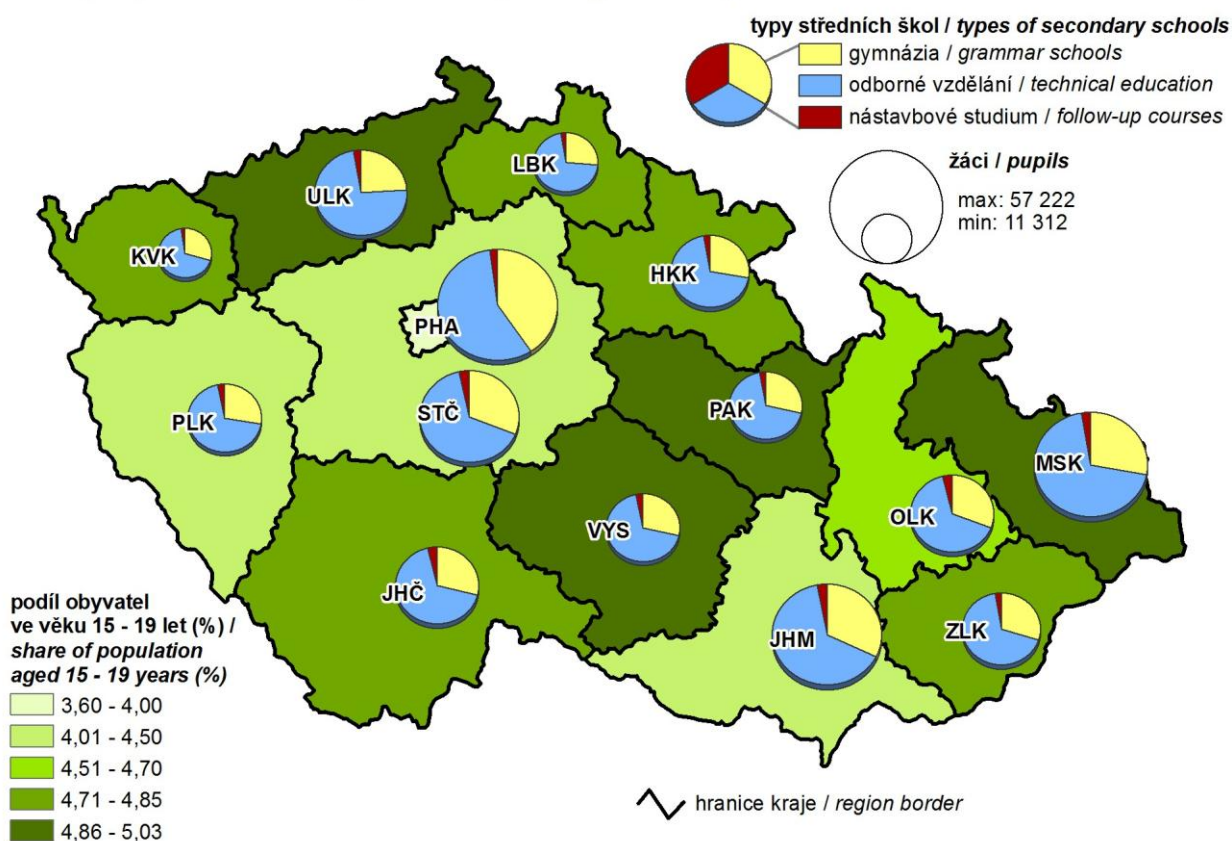 typy středních škol / types of secondary schools
gymnázia / grammar schools
odborné vzdělání / technical education
nástavbové studium / follow-up courses
žáci / pupils
max: 57 222
min: 11 312
LBK
ULK
KVK
HKK
PHA
PLK
STČ
PAK
MSK
OLK
VYS
JHČ
JHM
ZLK
podíl obyvatel
ve věku 15 - 19 let (%) /
share of population
aged 15 - 19 years (%)
3,60 - 4,00
4,01 - 4,50
4,51 - 4,70
4,71 - 4,85
4,86 - 5,03
hranice kraje / region border